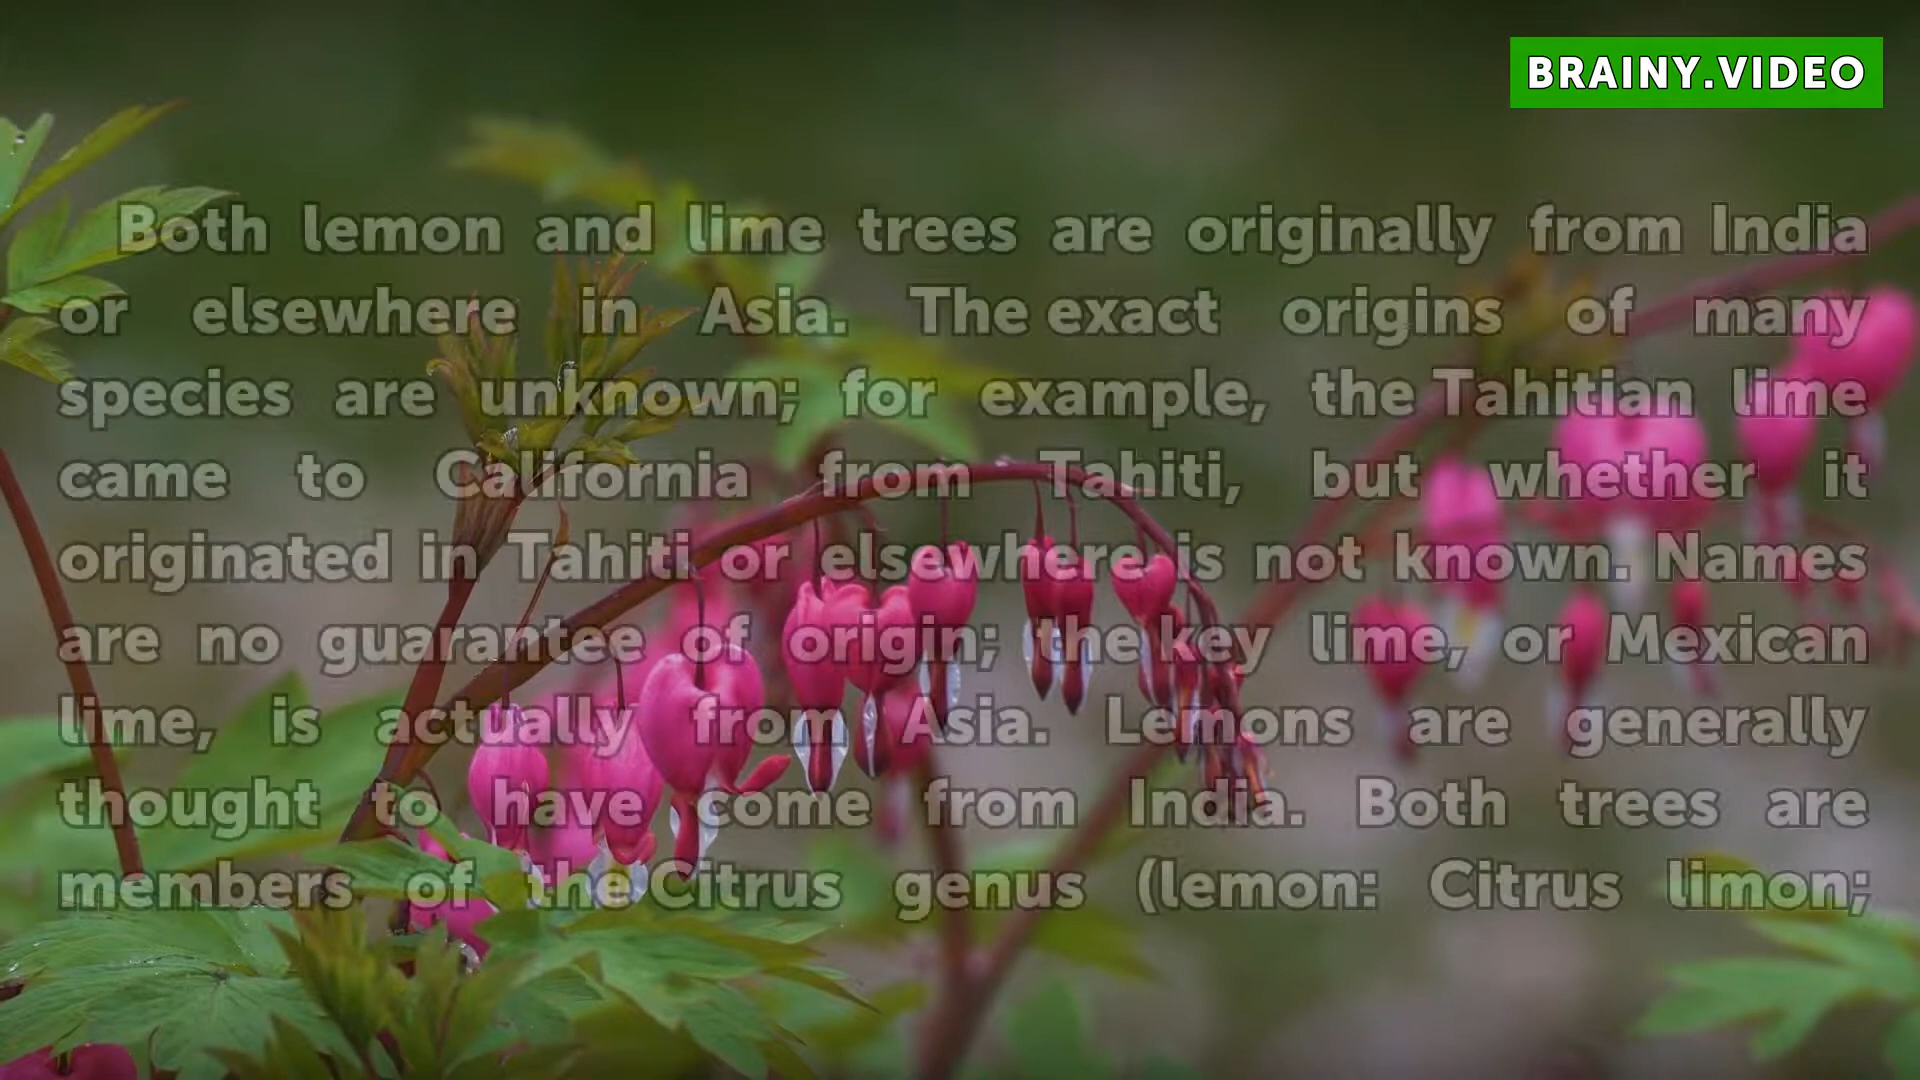 BRAINY.VIDEO
Both lemon and lime trees are originally from India
or elsewhere in Asia. The exact origins of many
species are unknown; for example, the Tahitian lime
came to California from Tahiti, but whether it
originated in Tahiti or elsewhere is not known. Names
are no guarantee of origin; the key lime, or Mexican
lime, is actually from Asia. Lemons are generally
thought to have come from India. Both trees are
members of the Citrus genus (lemon: Citrus limon;